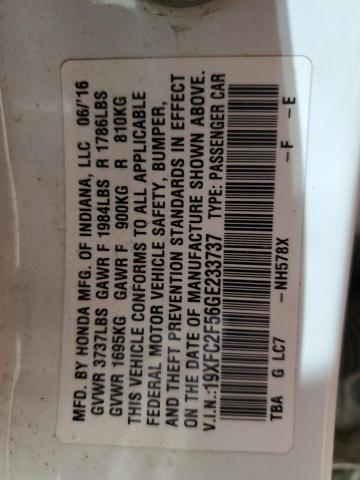 MFD. BY HONDA MFG. OF INDIANA, LLC 06/'16
GVWR 3737LBS GAWR F 1984LBS R 1786LBS
GVWR 1695KG GAWR F 900KG R 810KG
THIS VEHICLE CONFORMS TO ALL APPLICABLE
FEDERAL MOTOR VEHICLE SAFETY, BUMPER,
AND THEFT PREVENTION STANDARDS IN EFFECT
ON THE DATE OF MANUFACTURE SHOWN ABOVE.
V.I.N.:19XFC2F56GE233737 TYPE: PASSENGER CAR
TBA G LC7 -NH578X -F -E